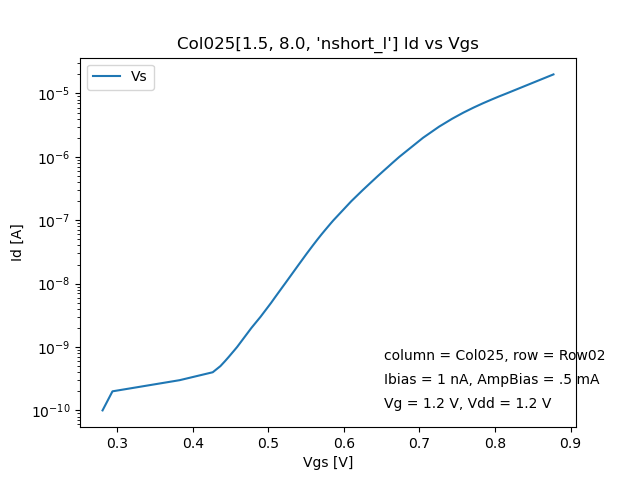 Col025[1.5, 8.0, 'nshort_l'] Id vs Vgs
Vs
10⁻⁵
10⁻⁶
10⁻⁷
10⁻⁸
10⁻⁹
10⁻¹⁰
Id [A]
column = Col025, row = Row02
Ibias = 1 nA, AmpBias = .5 mA
Vg = 1.2 V, Vdd = 1.2 V
0.3 0.4 0.5 0.6 0.7 0.8 0.9
Vgs [V]